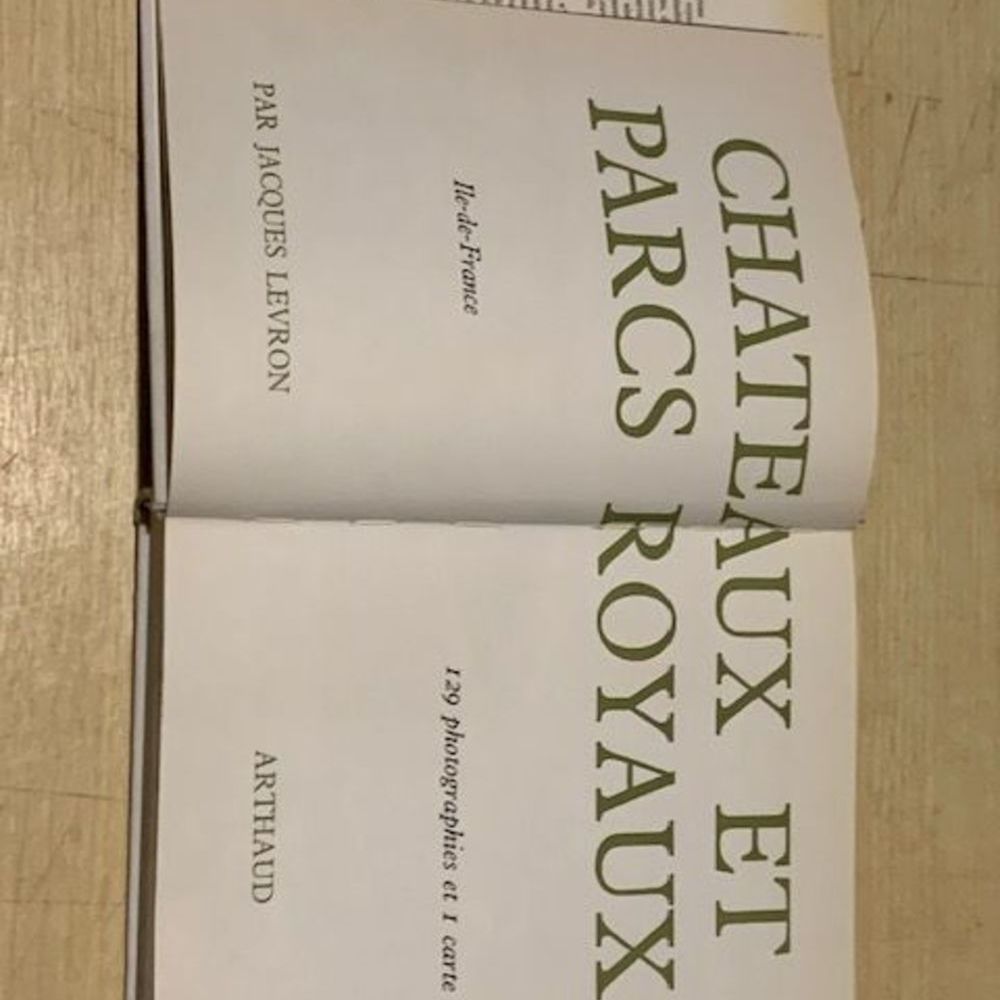 CHATEAUX ET
PARCS ROYAUX
Ile-de-France
129 photographies et 1 carte
PAR JACQUES LEVRON
ARTHAUD